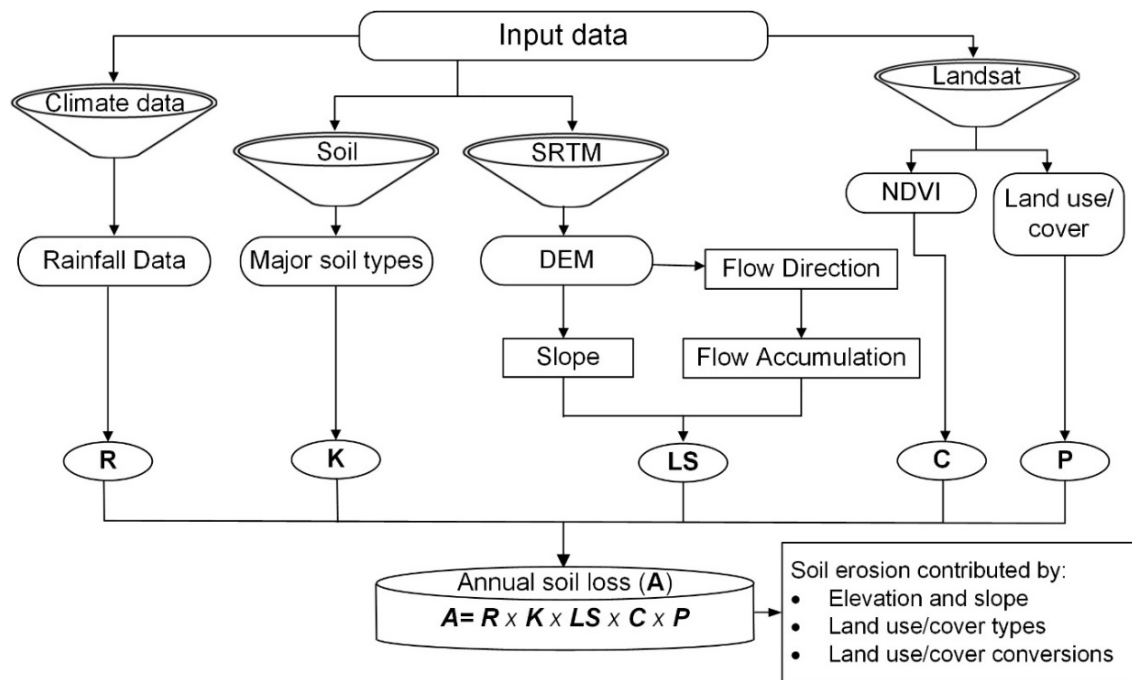 Input data
Climate data
Landsat
Soil
SRTM
NDVI
Land use/
cover
Rainfall Data
Major soil types
DEM
Flow Direction
Slope
Flow Accumulation
R
K
LS
C
P
Annual soil loss (A)
A= R x K x LS x C x P
Soil erosion contributed by:
• Elevation and slope
• Land use/cover types
• Land use/cover conversions